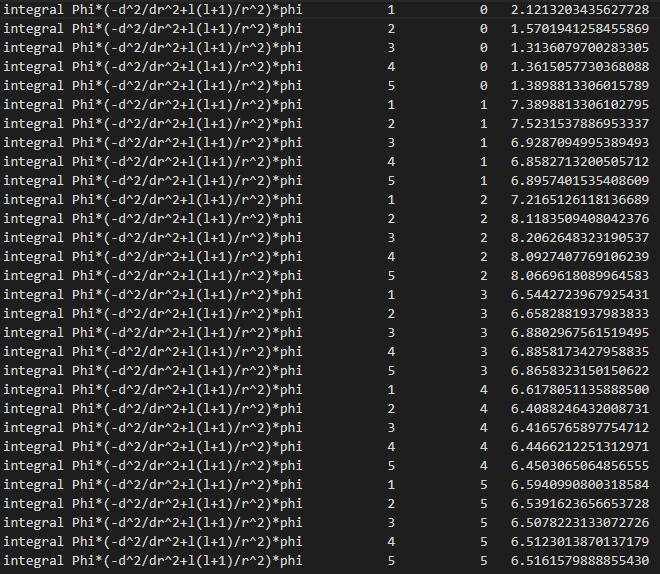 integral Phi*(-d^2/dr^2+l(l+1)/r^2)*phi 1 0 2.1213203435627728
integral Phi*(-d^2/dr^2+l(l+1)/r^2)*phi 2 0 1.5701941258455869
integral Phi*(-d^2/dr^2+l(l+1)/r^2)*phi 3 0 1.3136079700283305
integral Phi*(-d^2/dr^2+l(l+1)/r^2)*phi 4 0 1.3615057730368088
integral Phi*(-d^2/dr^2+l(l+1)/r^2)*phi 5 0 1.3898813306015789
integral Phi*(-d^2/dr^2+l(l+1)/r^2)*phi 1 1 7.3898813306102795
integral Phi*(-d^2/dr^2+l(l+1)/r^2)*phi 2 1 7.5231537886953337
integral Phi*(-d^2/dr^2+l(l+1)/r^2)*phi 3 1 6.9287094995389493
integral Phi*(-d^2/dr^2+l(l+1)/r^2)*phi 4 1 6.8582713200505712
integral Phi*(-d^2/dr^2+l(l+1)/r^2)*phi 5 1 6.8957401535408609
integral Phi*(-d^2/dr^2+l(l+1)/r^2)*phi 1 2 7.2165126118136689
integral Phi*(-d^2/dr^2+l(l+1)/r^2)*phi 2 2 8.1183509408042376
integral Phi*(-d^2/dr^2+l(l+1)/r^2)*phi 3 2 8.2062648323190537
integral Phi*(-d^2/dr^2+l(l+1)/r^2)*phi 4 2 8.0927407769106239
integral Phi*(-d^2/dr^2+l(l+1)/r^2)*phi 5 2 8.0669618089964583
integral Phi*(-d^2/dr^2+l(l+1)/r^2)*phi 1 3 6.5442723967925431
integral Phi*(-d^2/dr^2+l(l+1)/r^2)*phi 2 3 6.6582881937983833
integral Phi*(-d^2/dr^2+l(l+1)/r^2)*phi 3 3 6.8802967561519495
integral Phi*(-d^2/dr^2+l(l+1)/r^2)*phi 4 3 6.8858173427958835
integral Phi*(-d^2/dr^2+l(l+1)/r^2)*phi 5 3 6.8658323150150622
integral Phi*(-d^2/dr^2+l(l+1)/r^2)*phi 1 4 6.6178051135888500
integral Phi*(-d^2/dr^2+l(l+1)/r^2)*phi 2 4 6.4088246432008731
integral Phi*(-d^2/dr^2+l(l+1)/r^2)*phi 3 4 6.4165765897754712
integral Phi*(-d^2/dr^2+l(l+1)/r^2)*phi 4 4 6.4466212251312971
integral Phi*(-d^2/dr^2+l(l+1)/r^2)*phi 5 4 6.4503065064856555
integral Phi*(-d^2/dr^2+l(l+1)/r^2)*phi 1 5 6.5940990800318584
integral Phi*(-d^2/dr^2+l(l+1)/r^2)*phi 2 5 6.5391623656653728
integral Phi*(-d^2/dr^2+l(l+1)/r^2)*phi 3 5 6.5078223133072726
integral Phi*(-d^2/dr^2+l(l+1)/r^2)*phi 4 5 6.5123013870137179
integral Phi*(-d^2/dr^2+l(l+1)/r^2)*phi 5 5 6.5161579888855430